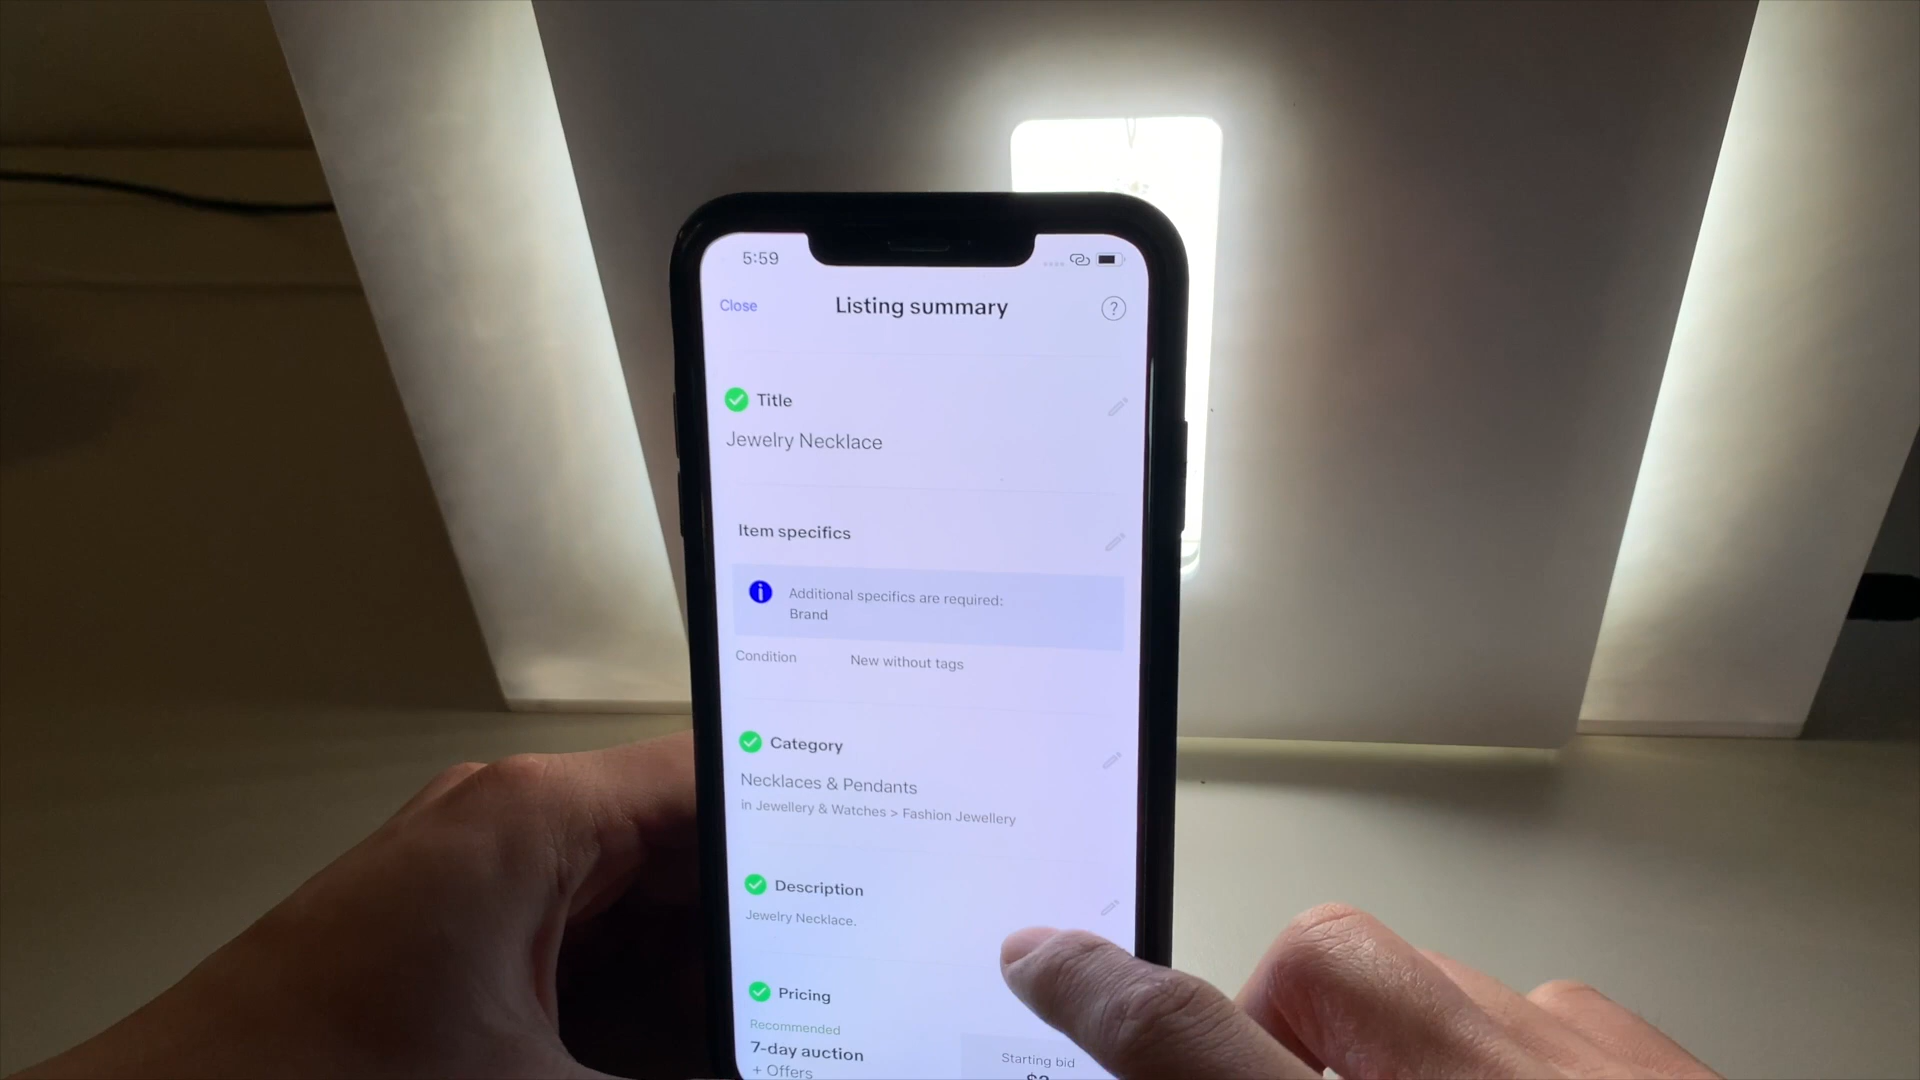 5:59
Close
Listing summary
?
Title
Jewelry Necklace
Item specifics
Additional specifics are required:
Brand
Condition New without tags
Category
Necklaces & Pendants
in Jewellery & Watches > Fashion Jewellery
Description
Jewelry Necklace.
Pricing
Recommended
7-day auction
+ Offers
Starting bid